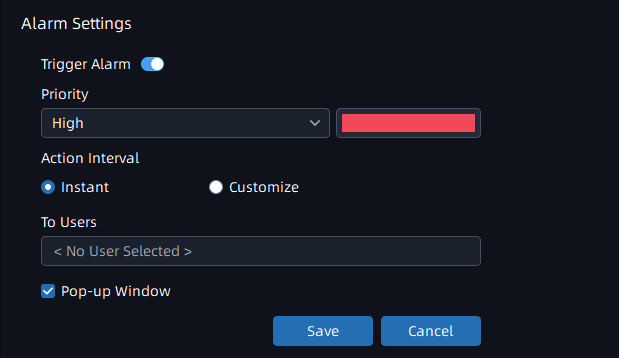 Alarm Settings
Trigger Alarm
Priority
High
Action Interval
Instant Customize
To Users
< No User Selected >
Pop-up Window
Save Cancel